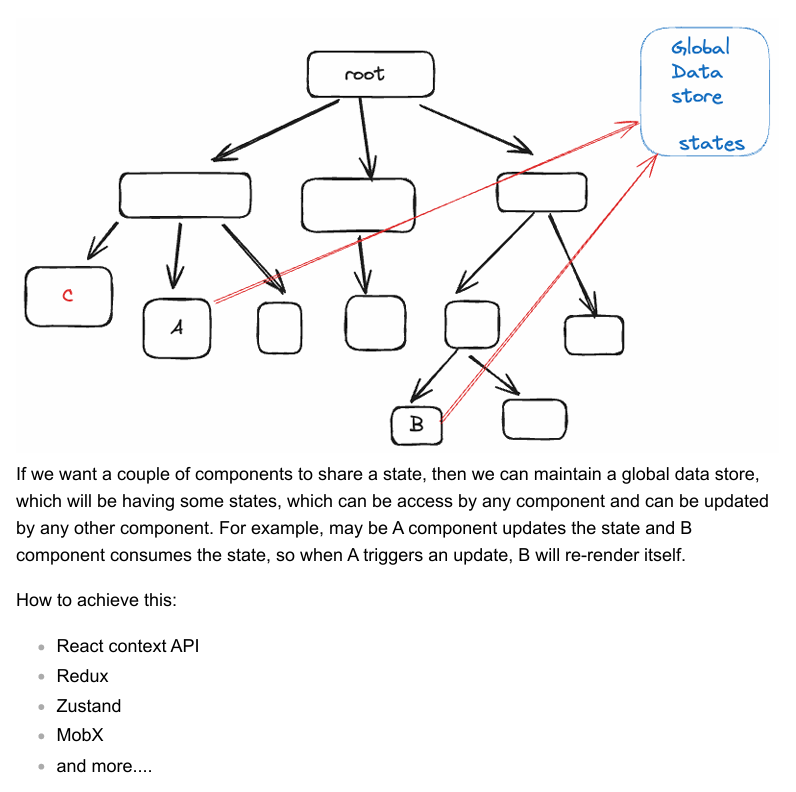 root
Global
Data
store
states
C
A
B
If we want a couple of components to share a state, then we can maintain a global data store,
which will be having some states, which can be access by any component and can be updated
by any other component. For example, may be A component updates the state and B
component consumes the state, so when A triggers an update, B will re-render itself.
How to achieve this:
React context API
Redux
Zustand
MobX
and more....